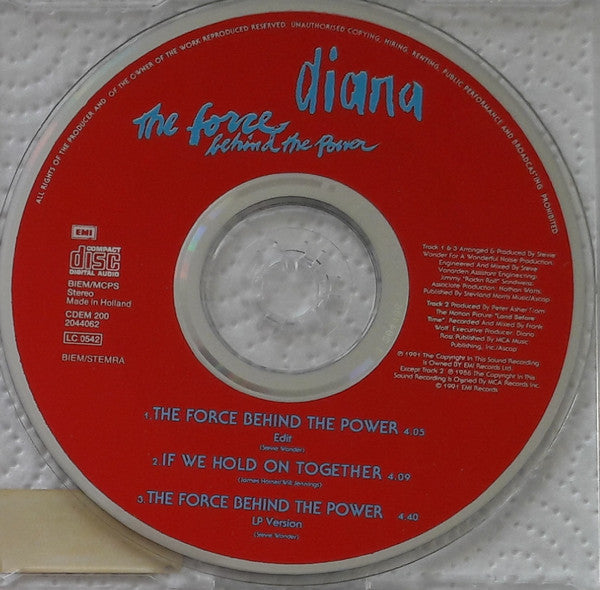 ALL RIGHTS OF THE PRODUCER AND OF THE OWNER OF THE WORK REPRODUCED RESERVED. UNAUTHORISED COPYING, HIRING, RENTING, PUBLIC PERFORMANCE AND BROADCASTING PROHIBITED
diana
the force
behind the Power
EMI
COMPACT
disc
DIGITAL AUDIO
BIEM/MCPS
Stereo
Made in Holland
CDEM 200
2044062
LC 0542
BIEM/STEMRA
Track 1 & 3 Arranged & Produced By Stevie
Wonder For A Wonderful Noise Production.
Engineered And Mixed By Steve
Vanarden Assistant Engineering:
Jimmy "Rockin Roll" Sandweiss.
Associate Production: Nathan Watts.
Published By Stevland Morris Music/Ascap
Track 2 Produced By Peter Asher From
The Motion Picture "Land Before
Time". Recorded And Mixed By Frank
Wolf. Executive Producer: Diana
Ross Published By MCA Music
Publishing, Inc/Ascap
℗ 1991 The Copyright In This Sound Recording
Is Owned BY EMI Records Ltd.
Except Track 2 ℗ 1988 The Copyright In This
Sound Recording Is Owned By MCA Records Inc.
© 1991 EMI Records
1. THE FORCE BEHIND THE POWER 4.05
Edit
(Stevie Wonder)
2. IF WE HOLD ON TOGETHER 4.09
(James Horner/Will Jennings)
3. THE FORCE BEHIND THE POWER 4.40
LP Version
(Stevie Wonder)